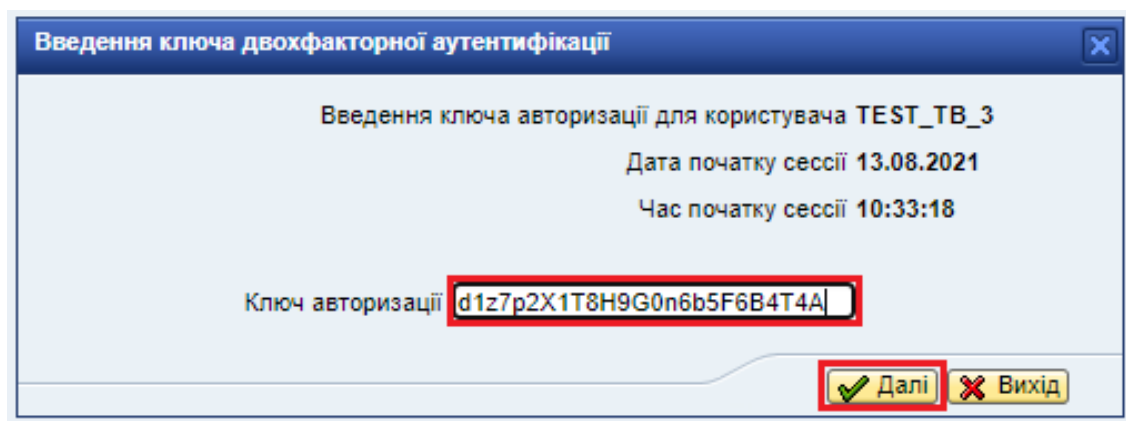 Введення ключа двохфакторної аутентифікації
Введення ключа авторизації для користувача TEST_TB_3
Дата початку сессії 13.08.2021
Час початку сессії 10:33:18
Ключ авторизації d1z7p2X1T8H9G0n6b5F6B4T4A
Далі Вихід